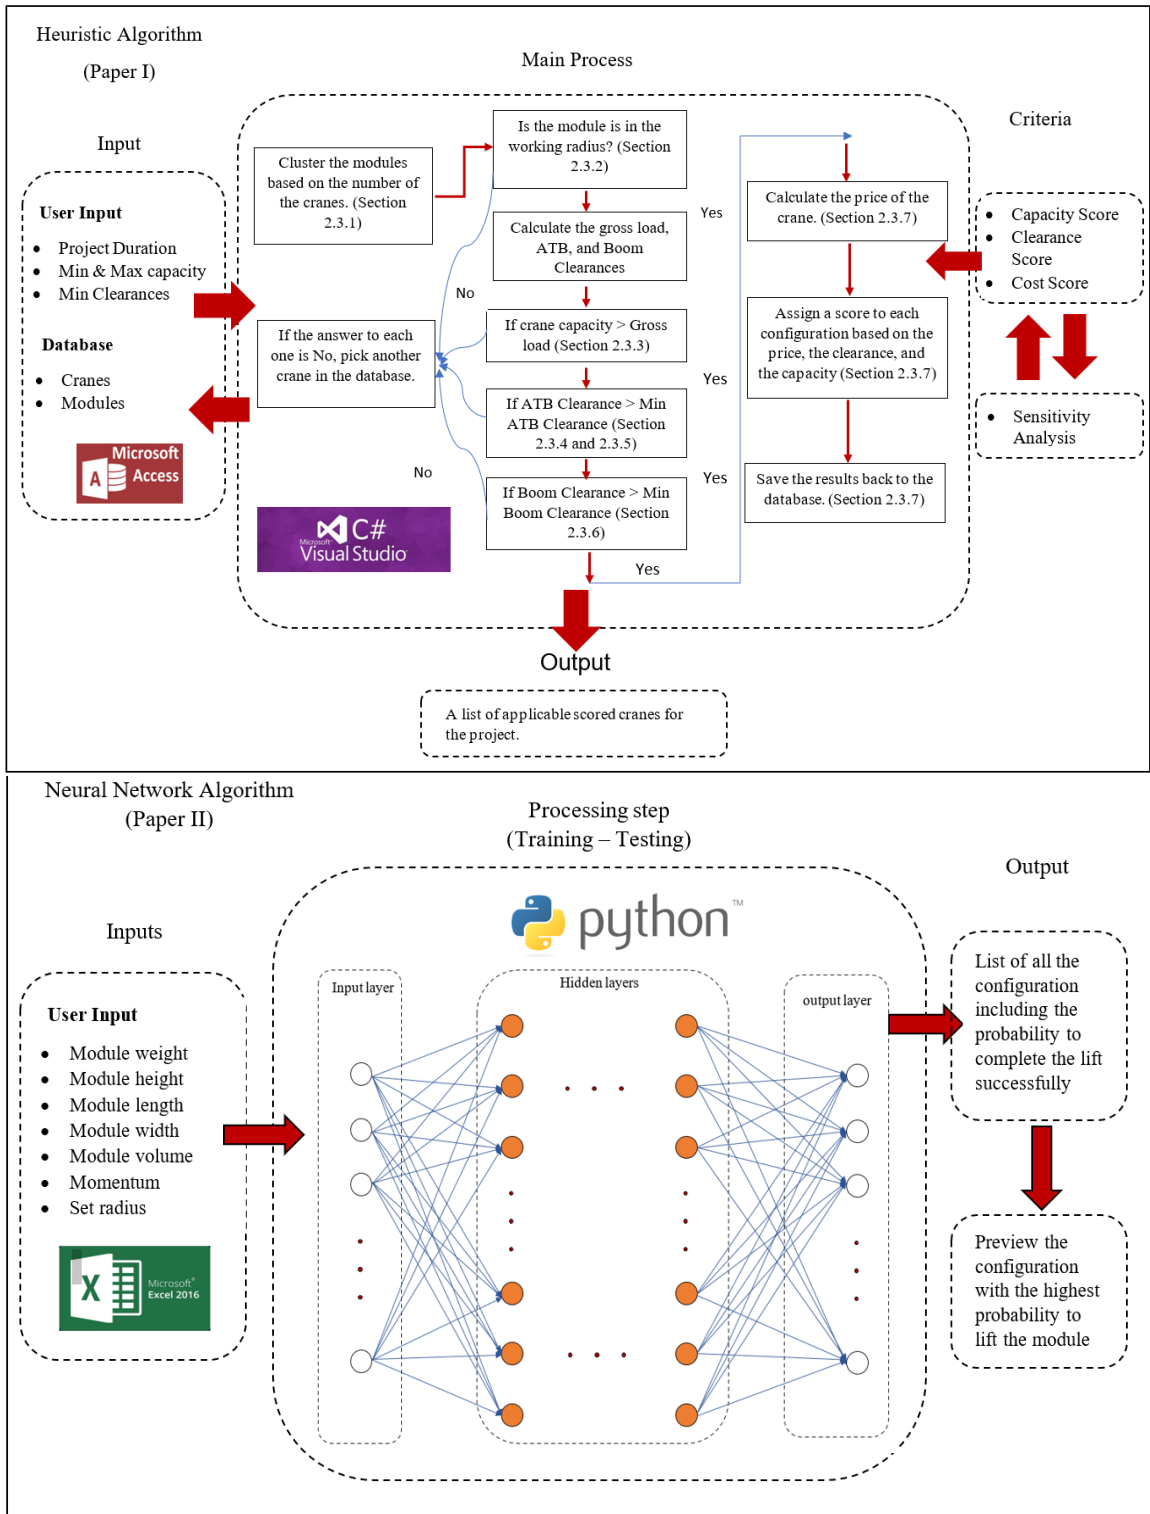 Heuristic Algorithm
(Paper I)
Main Process
Input
User Input
● Project Duration
● Min & Max capacity
● Min Clearances
Database
● Cranes
● Modules
A
Microsoft
Access
Cluster the modules
based on the number of
the cranes. (Section
2.3.1)
If the answer to each
one is No, pick another
crane in the database.
C#
Microsoft®
Visual Studio
Is the module is in the
working radius? (Section
2.3.2)
Calculate the gross load,
ATB, and Boom
Clearances
No
If crane capacity > Gross
load (Section 2.3.3)
If ATB Clearance > Min
ATB Clearance (Section
2.3.4 and 2.3.5)
No
If Boom Clearance > Min
Boom Clearance (Section
2.3.6)
Yes
Yes
Yes
Yes
Calculate the price of the
crane. (Section 2.3.7)
Assign a score to each
configuration based on the
price, the clearance, and
the capacity (Section 2.3.7)
Save the results back to the
database. (Section 2.3.7)
Criteria
● Capacity Score
● Clearance
Score
● Cost Score
● Sensitivity
Analysis
Output
A list of applicable scored cranes for
the project.
Neural Network Algorithm
(Paper II)
Processing step
(Training – Testing)
Inputs
User Input
● Module weight
● Module height
● Module length
● Module width
● Module volume
● Momentum
● Set radius
X
Microsoft®
Excel 2016
python™
Input layer
Hidden layers
output layer
Output
List of all the
configuration
including the
probability to
complete the lift
successfully
Preview the
configuration
with the highest
probability to
lift the module